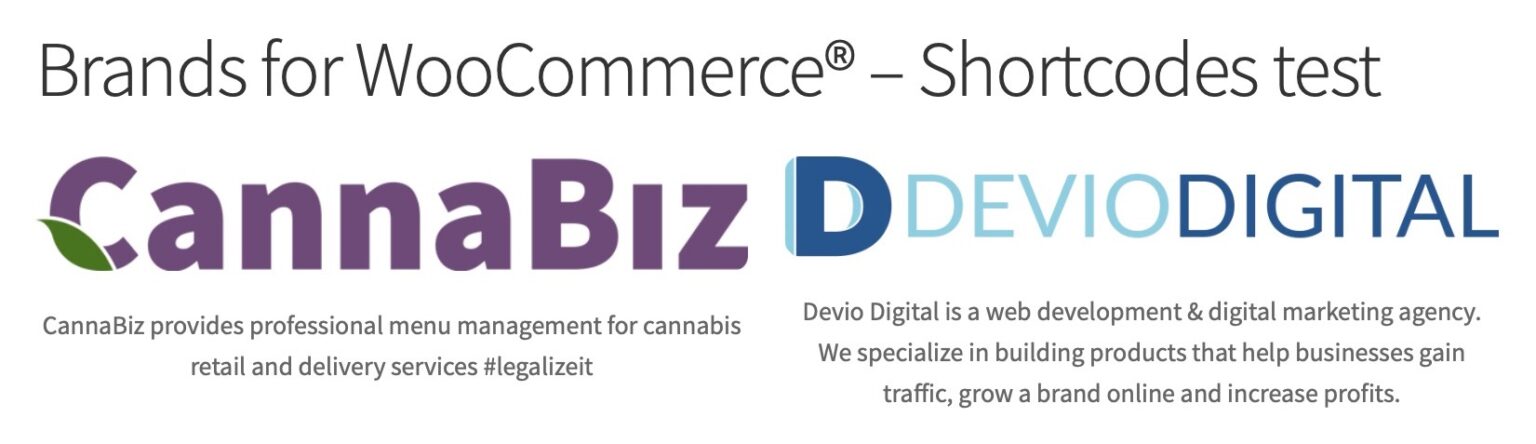 Brands for WooCommerce® – Shortcodes test
CannaBiz
CannaBiz provides professional menu management for cannabis
retail and delivery services #legalizeit
D DEVIODIGITAL
Devio Digital is a web development & digital marketing agency.
We specialize in building products that help businesses gain
traffic, grow a brand online and increase profits.